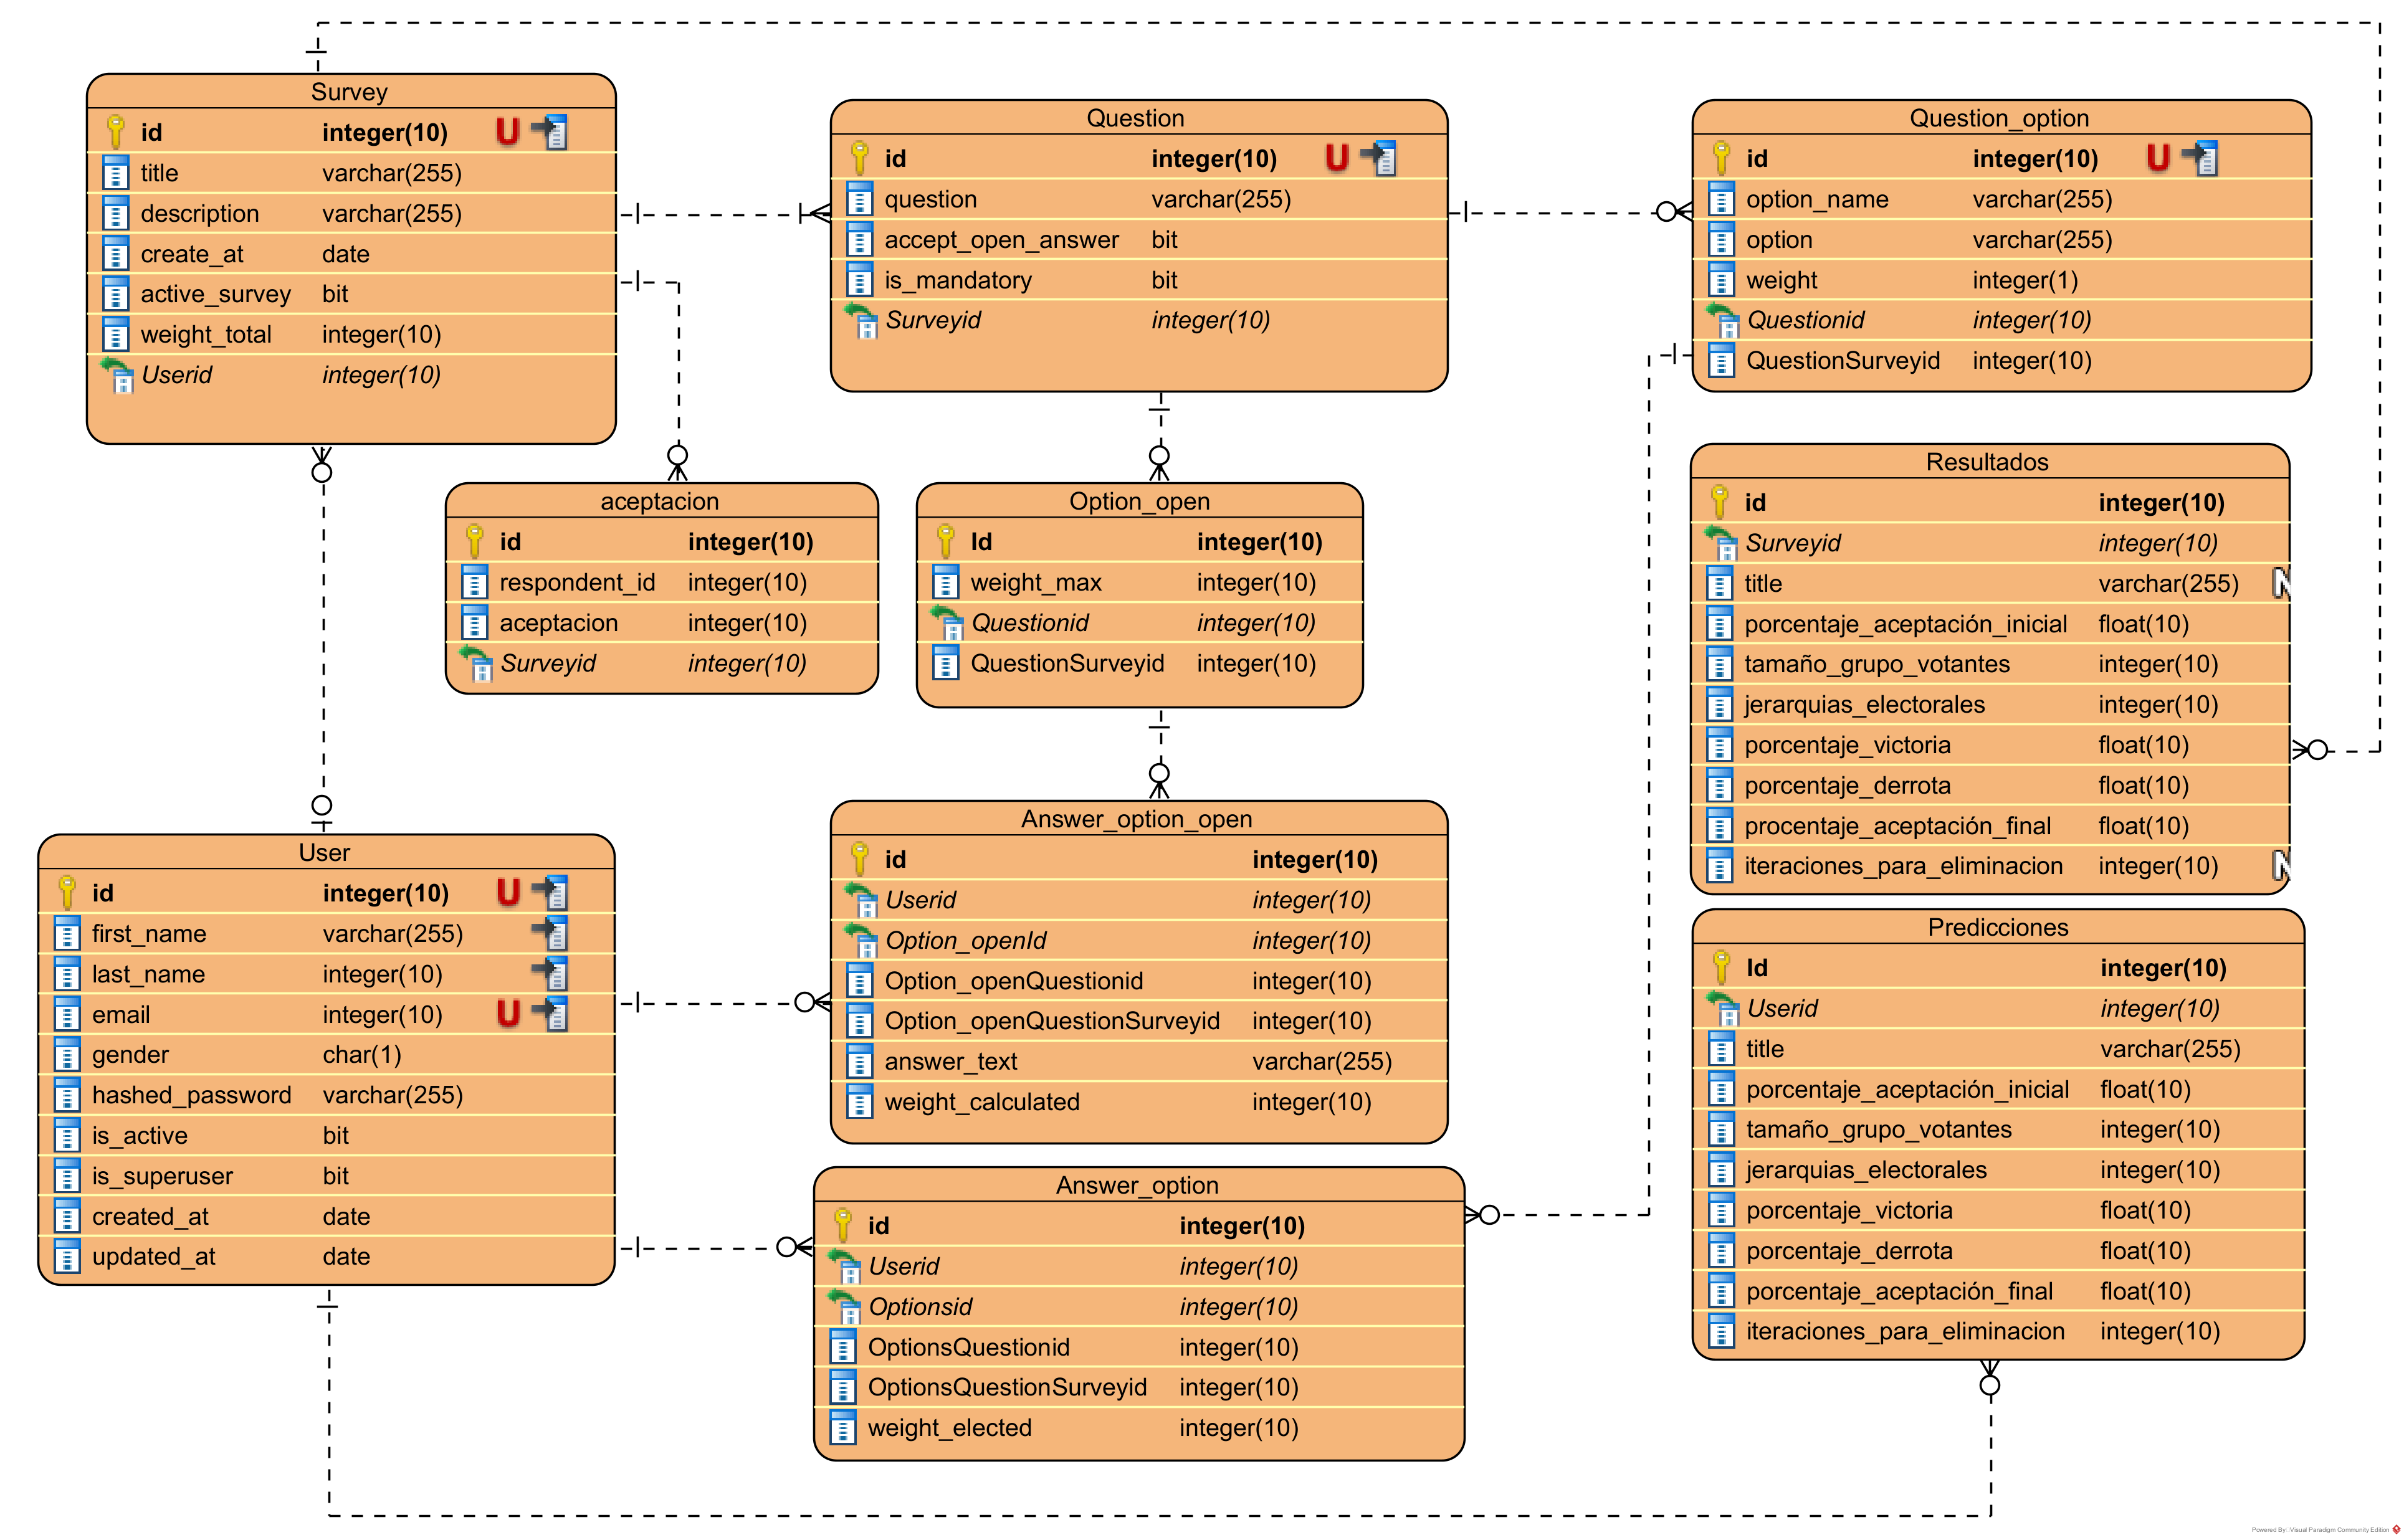 Survey
id integer(10) U
title varchar(255)
description varchar(255)
create_at date
active_survey bit
weight_total integer(10)
Userid integer(10)
Question
id integer(10) U
question varchar(255)
accept_open_answer bit
is_mandatory bit
Surveyid integer(10)
Question_option
id integer(10) U
option_name varchar(255)
option varchar(255)
weight integer(1)
Questionid integer(10)
QuestionSurveyid integer(10)
aceptacion
id integer(10)
respondent_id integer(10)
aceptacion integer(10)
Surveyid integer(10)
Option_open
Id integer(10)
weight_max integer(10)
Questionid integer(10)
QuestionSurveyid integer(10)
Resultados
id integer(10)
Surveyid integer(10)
title varchar(255) N
porcentaje_aceptación_inicial float(10)
tamaño_grupo_votantes integer(10)
jerarquias_electorales integer(10)
porcentaje_victoria float(10)
porcentaje_derrota float(10)
procentaje_aceptación_final float(10)
iteraciones_para_eliminacion integer(10) N
User
id integer(10) U
first_name varchar(255)
last_name integer(10)
email integer(10) U
gender char(1)
hashed_password varchar(255)
is_active bit
is_superuser bit
created_at date
updated_at date
Answer_option_open
id integer(10)
Userid integer(10)
Option_openId integer(10)
Option_openQuestionid integer(10)
Option_openQuestionSurveyid integer(10)
answer_text varchar(255)
weight_calculated integer(10)
Answer_option
id integer(10)
Userid integer(10)
Optionsid integer(10)
OptionsQuestionid integer(10)
OptionsQuestionSurveyid integer(10)
weight_elected integer(10)
Predicciones
Id integer(10)
Userid integer(10)
title varchar(255)
porcentaje_aceptación_inicial float(10)
tamaño_grupo_votantes integer(10)
jerarquias_electorales integer(10)
porcentaje_victoria float(10)
porcentaje_derrota float(10)
porcentaje_aceptación_final float(10)
iteraciones_para_eliminacion integer(10)
Powered By: Visual Paradigm Community Edition